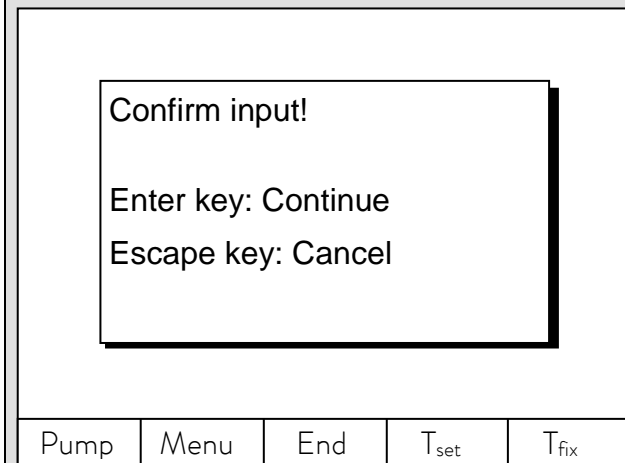 Confirm input!
Enter key: Continue
Escape key: Cancel
Pump Menu End Tset Tfix